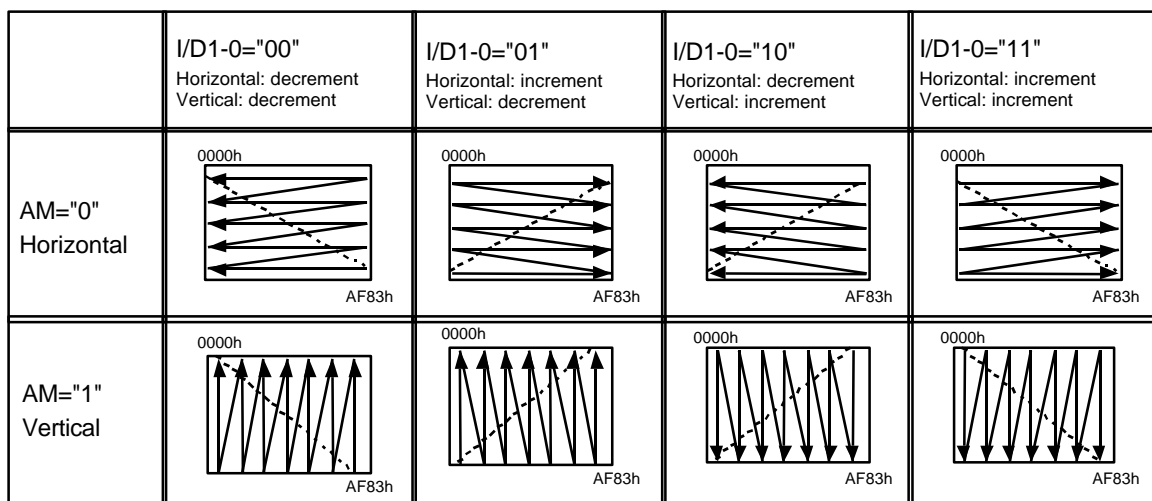 I/D1-0="00"
Horizontal: decrement
Vertical: decrement
I/D1-0="01"
Horizontal: increment
Vertical: decrement
I/D1-0="10"
Horizontal: decrement
Vertical: increment
I/D1-0="11"
Horizontal: increment
Vertical: increment
AM="0"
Horizontal
0000h
AF83h
0000h
AF83h
0000h
AF83h
0000h
AF83h
AM="1"
Vertical
0000h
AF83h
0000h
AF83h
0000h
AF83h
0000h
AF83h